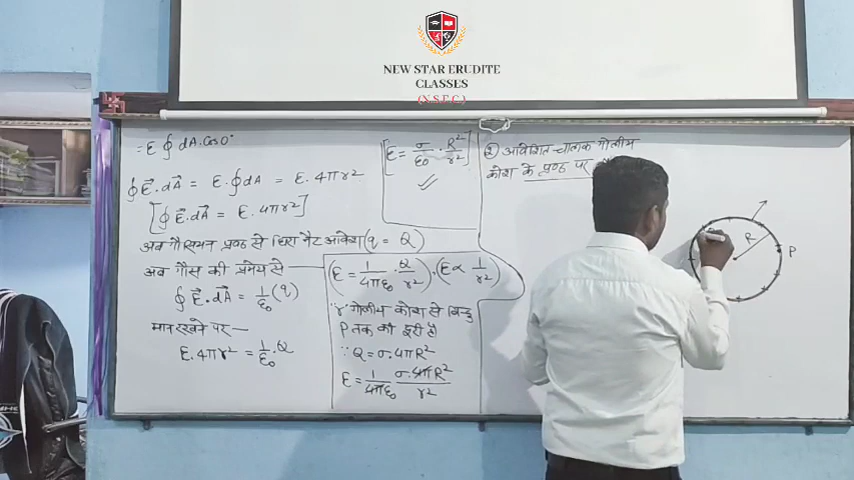 NEW STAR ERUDITE
CLASSES
(N.S.E.C)
= E ∮ dA.Cos0°
∮E⃗.dA⃗ = E.∮dA = E.4πr²
[∮E⃗.dA⃗ = E.4πr²]
अब गौसियन पृष्ठ से घिरा नैट आवेश (q = Q)
अब गौस की प्रमेय से
∮E⃗.dA⃗ = 1/ε₀ (q)
मान रखने पर—
E.4πr² = 1/ε₀ . Q
[E = σ/ε₀ . R²/r²]
(E = 1/4πε₀ . Q/r²) . (E ∝ 1/r²)
"r" गोलीय कोश से बिन्दु
P तक की दूरी है
∵ Q = σ.4πR²
E = 1/4πε₀ σ.4πR²/r²
② आवेशित चालक गोलीय
कोश के पृष्ठ पर
R
P